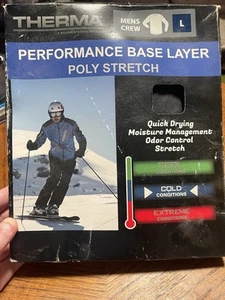 THERMA
MENS
CREW
L
PERFORMANCE BASE LAYER
POLY STRETCH
Quick Drying
Moisture Management
Odor Control
Stretch
COLD
CONDITIONS
EXTREME
CONDITIONS